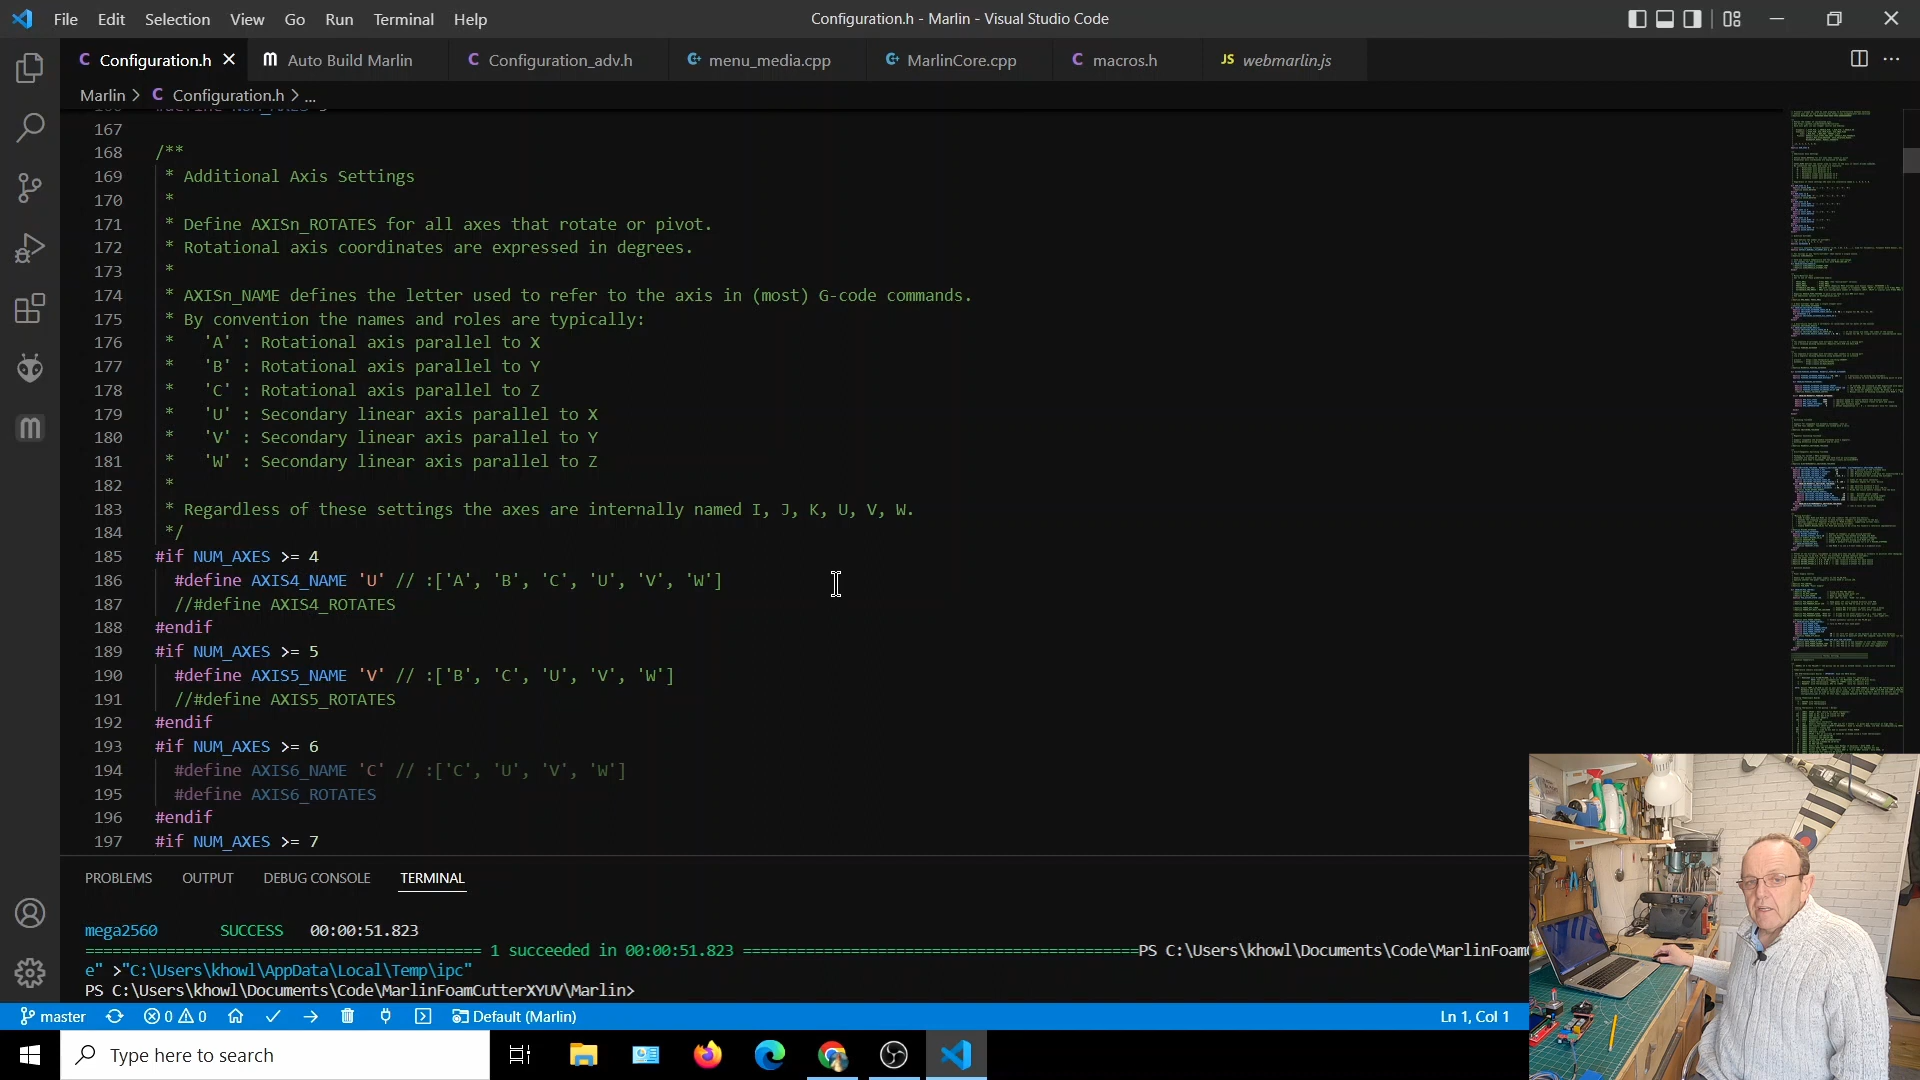 File Edit Selection View Go Run Terminal Help
Configuration.h - Marlin - Visual Studio Code
C Configuration.h
M Auto Build Marlin
C Configuration_adv.h
menu_media.cpp
MarlinCore.cpp
C macros.h
JS webmarlin.js
Marlin > C Configuration.h > ...
167
168 /**
169 * Additional Axis Settings
170 *
171 * Define AXISn_ROTATES for all axes that rotate or pivot.
172 * Rotational axis coordinates are expressed in degrees.
173 *
174 * AXISn_NAME defines the letter used to refer to the axis in (most) G-code commands.
175 * By convention the names and roles are typically:
176 * 'A' : Rotational axis parallel to X
177 * 'B' : Rotational axis parallel to Y
178 * 'C' : Rotational axis parallel to Z
179 * 'U' : Secondary linear axis parallel to X
180 * 'V' : Secondary linear axis parallel to Y
181 * 'W' : Secondary linear axis parallel to Z
182 *
183 * Regardless of these settings the axes are internally named I, J, K, U, V, W.
184 */
185 #if NUM_AXES >= 4
186 #define AXIS4_NAME 'U' // :['A', 'B', 'C', 'U', 'V', 'W']
187 //#define AXIS4_ROTATES
188 #endif
189 #if NUM_AXES >= 5
190 #define AXIS5_NAME 'V' // :['B', 'C', 'U', 'V', 'W']
191 //#define AXIS5_ROTATES
192 #endif
193 #if NUM_AXES >= 6
194 #define AXIS6_NAME 'C' // :['C', 'U', 'V', 'W']
195 #define AXIS6_ROTATES
196 #endif
197 #if NUM_AXES >= 7
PROBLEMS OUTPUT DEBUG CONSOLE TERMINAL
mega2560 SUCCESS 00:00:51.823
========================================= 1 succeeded in 00:00:51.823 =========================================PS C:\Users\khowl\Documents\Code\MarlinFoam
e" >"C:\Users\khowl\AppData\Local\Temp\ipc"
PS C:\Users\khowl\Documents\Code\MarlinFoamCutterXYUV\Marlin>
master 0 0 Default (Marlin) Ln 1, Col 1
Type here to search